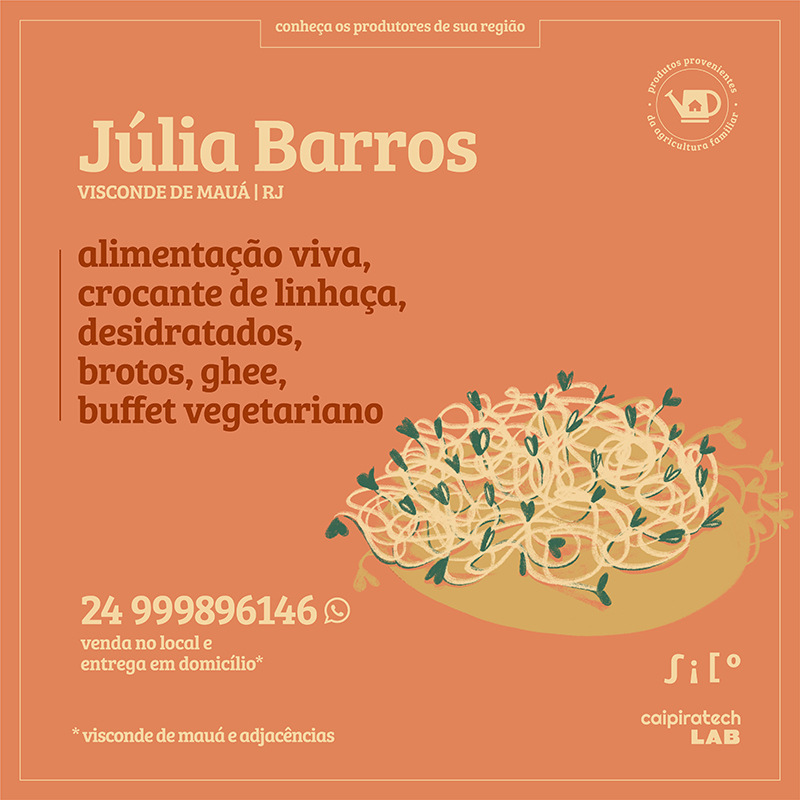 conheça os produtores de sua região
produtos provenientes
da agricultura familiar
Júlia Barros
VISCONDE DE MAUÁ | RJ
alimentação viva,
crocante de linhaça,
desidratados,
brotos, ghee,
buffet vegetariano
24 999896146
venda no local e
entrega em domicílio*
* visconde de mauá e adjacências
caipiratech
LAB